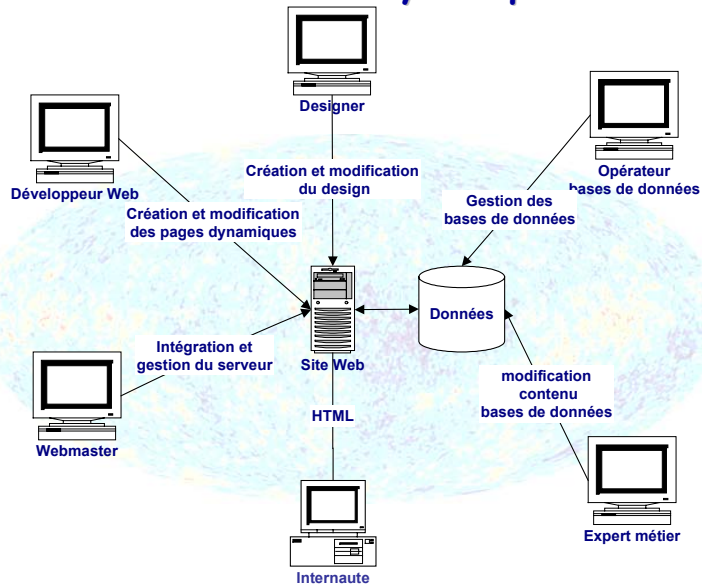 Designer
Développeur Web
Opérateur
bases de données
Création et modification
du design
Création et modification
des pages dynamiques
Gestion des
bases de données
Données
Intégration et
gestion du serveur
Site Web
modification
contenu
bases de données
HTML
Webmaster
Expert métier
Internaute